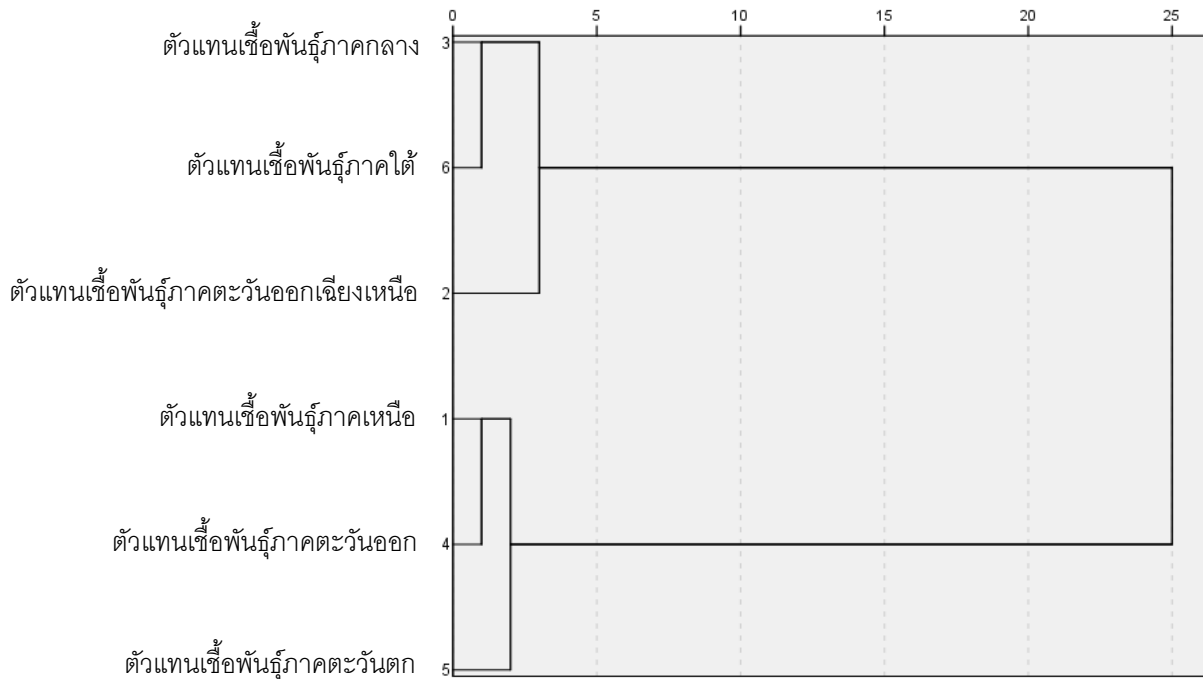 0 5 10 15 20 25
ตัวแทนเชื้อพันธุ์ภาคกลาง 3
ตัวแทนเชื้อพันธุ์ภาคใต้ 6
ตัวแทนเชื้อพันธุ์ภาคตะวันออกเฉียงเหนือ 2
ตัวแทนเชื้อพันธุ์ภาคเหนือ 1
ตัวแทนเชื้อพันธุ์ภาคตะวันออก 4
ตัวแทนเชื้อพันธุ์ภาคตะวันตก 5